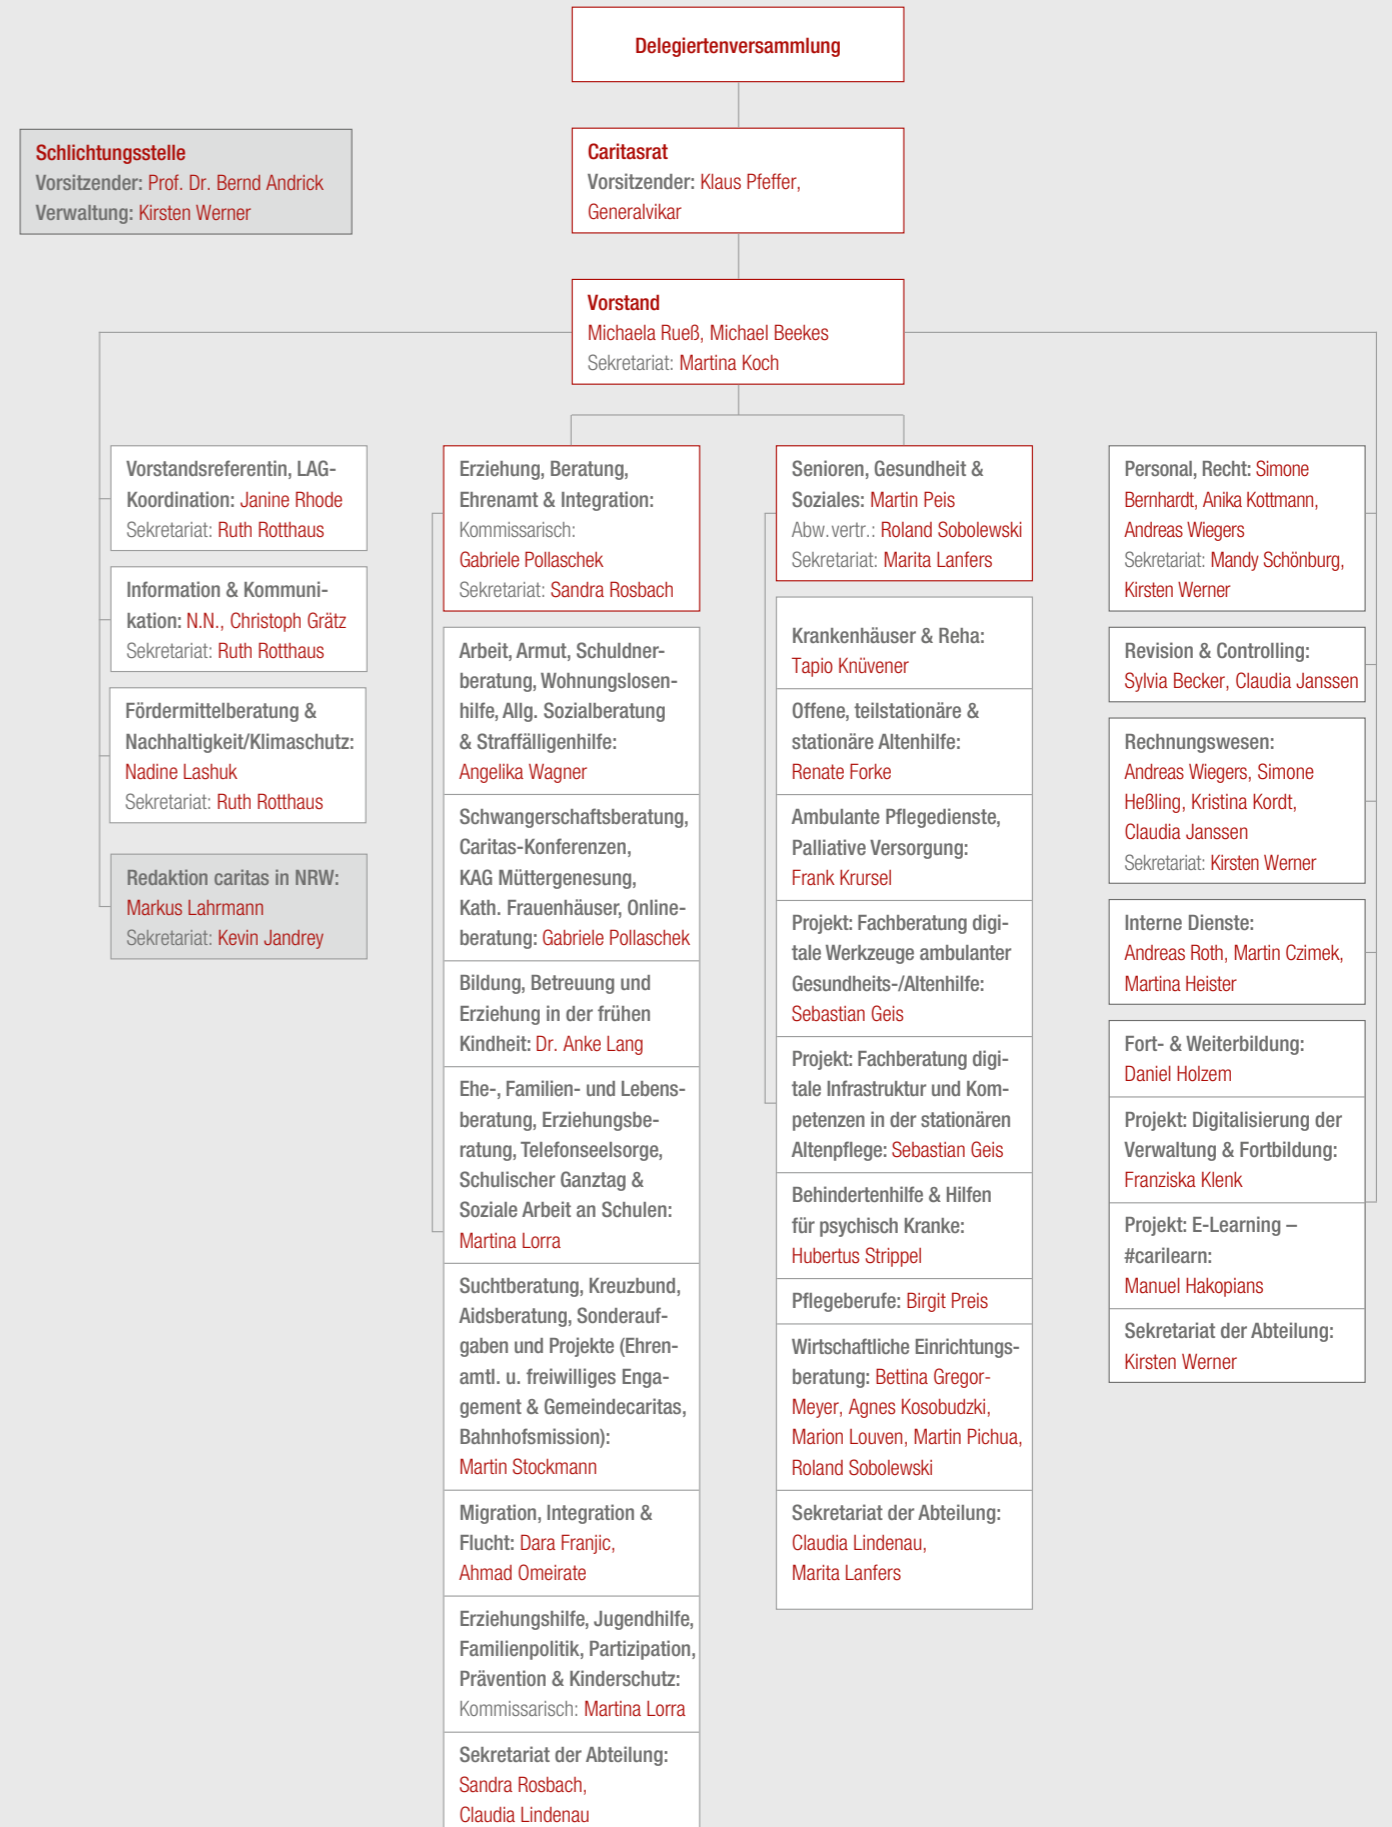 Delegiertenversammlung
Schlichtungsstelle
Vorsitzender: Prof. Dr. Bernd Andrick
Verwaltung: Kirsten Werner
Caritasrat
Vorsitzender: Klaus Pfeffer,
Generalvikar
Vorstand
Michaela Rueß, Michael Beekes
Sekretariat: Martina Koch
Vorstandsreferentin, LAG-
Koordination: Janine Rhode
Sekretariat: Ruth Rotthaus
Information & Kommuni-
kation: N.N., Christoph Grätz
Sekretariat: Ruth Rotthaus
Fördermittelberatung &
Nachhaltigkeit/Klimaschutz:
Nadine Lashuk
Sekretariat: Ruth Rotthaus
Redaktion caritas in NRW:
Markus Lahrmann
Sekretariat: Kevin Jandrey
Erziehung, Beratung,
Ehrenamt & Integration:
Kommissarisch:
Gabriele Pollaschek
Sekretariat: Sandra Rosbach
Arbeit, Armut, Schuldner-
beratung, Wohnungslosen-
hilfe, Allg. Sozialberatung
& Straffälligenhilfe:
Angelika Wagner
Schwangerschaftsberatung,
Caritas-Konferenzen,
KAG Müttergenesung,
Kath. Frauenhäuser, Online-
beratung: Gabriele Pollaschek
Bildung, Betreuung und
Erziehung in der frühen
Kindheit: Dr. Anke Lang
Ehe-, Familien- und Lebens-
beratung, Erziehungsbe-
ratung, Telefonseelsorge,
Schulischer Ganztag &
Soziale Arbeit an Schulen:
Martina Lorra
Suchtberatung, Kreuzbund,
Aidsberatung, Sonderauf-
gaben und Projekte (Ehren-
amtl. u. freiwilliges Enga-
gement & Gemeindecaritas,
Bahnhofsmission):
Martin Stockmann
Migration, Integration &
Flucht: Dara Franjic,
Ahmad Omeirate
Erziehungshilfe, Jugendhilfe,
Familienpolitik, Partizipation,
Prävention & Kinderschutz:
Kommissarisch: Martina Lorra
Sekretariat der Abteilung:
Sandra Rosbach,
Claudia Lindenau
Senioren, Gesundheit &
Soziales: Martin Peis
Abw.vertr.: Roland Sobolewski
Sekretariat: Marita Lanfers
Krankenhäuser & Reha:
Tapio Knüvener
Offene, teilstationäre &
stationäre Altenhilfe:
Renate Forke
Ambulante Pflegedienste,
Palliative Versorgung:
Frank Krursel
Projekt: Fachberatung digi-
tale Werkzeuge ambulanter
Gesundheits-/Altenhilfe:
Sebastian Geis
Projekt: Fachberatung digi-
tale Infrastruktur und Kom-
petenzen in der stationären
Altenpflege: Sebastian Geis
Behindertenhilfe & Hilfen
für psychisch Kranke:
Hubertus Strippel
Pflegeberufe: Birgit Preis
Wirtschaftliche Einrichtungs-
beratung: Bettina Gregor-
Meyer, Agnes Kosobudzki,
Marion Louven, Martin Pichua,
Roland Sobolewski
Sekretariat der Abteilung:
Claudia Lindenau,
Marita Lanfers
Personal, Recht: Simone
Bernhardt, Anika Kottmann,
Andreas Wiegers
Sekretariat: Mandy Schönburg,
Kirsten Werner
Revision & Controlling:
Sylvia Becker, Claudia Janssen
Rechnungswesen:
Andreas Wiegers, Simone
Heßling, Kristina Kordt,
Claudia Janssen
Sekretariat: Kirsten Werner
Interne Dienste:
Andreas Roth, Martin Czimek,
Martina Heister
Fort- & Weiterbildung:
Daniel Holzem
Projekt: Digitalisierung der
Verwaltung & Fortbildung:
Franziska Klenk
Projekt: E-Learning –
#carilearn:
Manuel Hakopians
Sekretariat der Abteilung:
Kirsten Werner